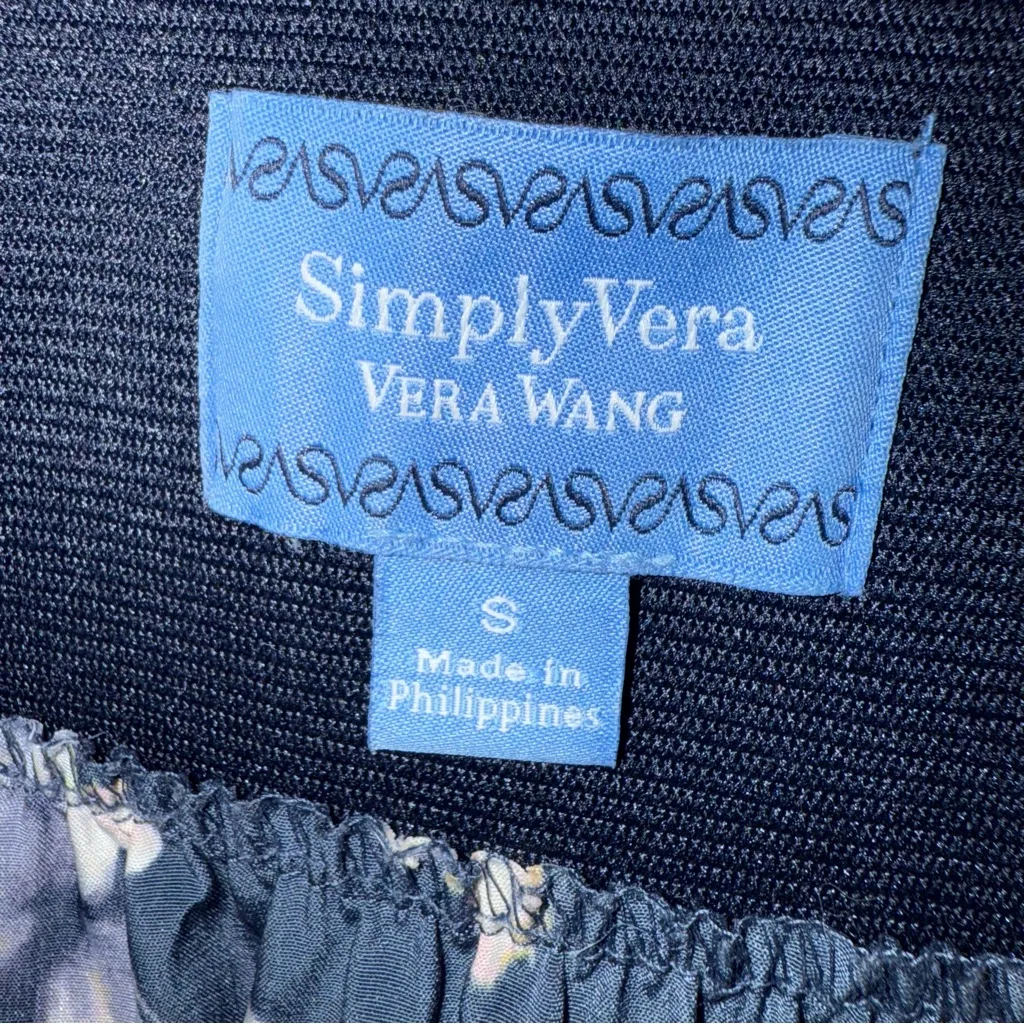 SimplyVera
VERA WANG
S
Made in
Philippines